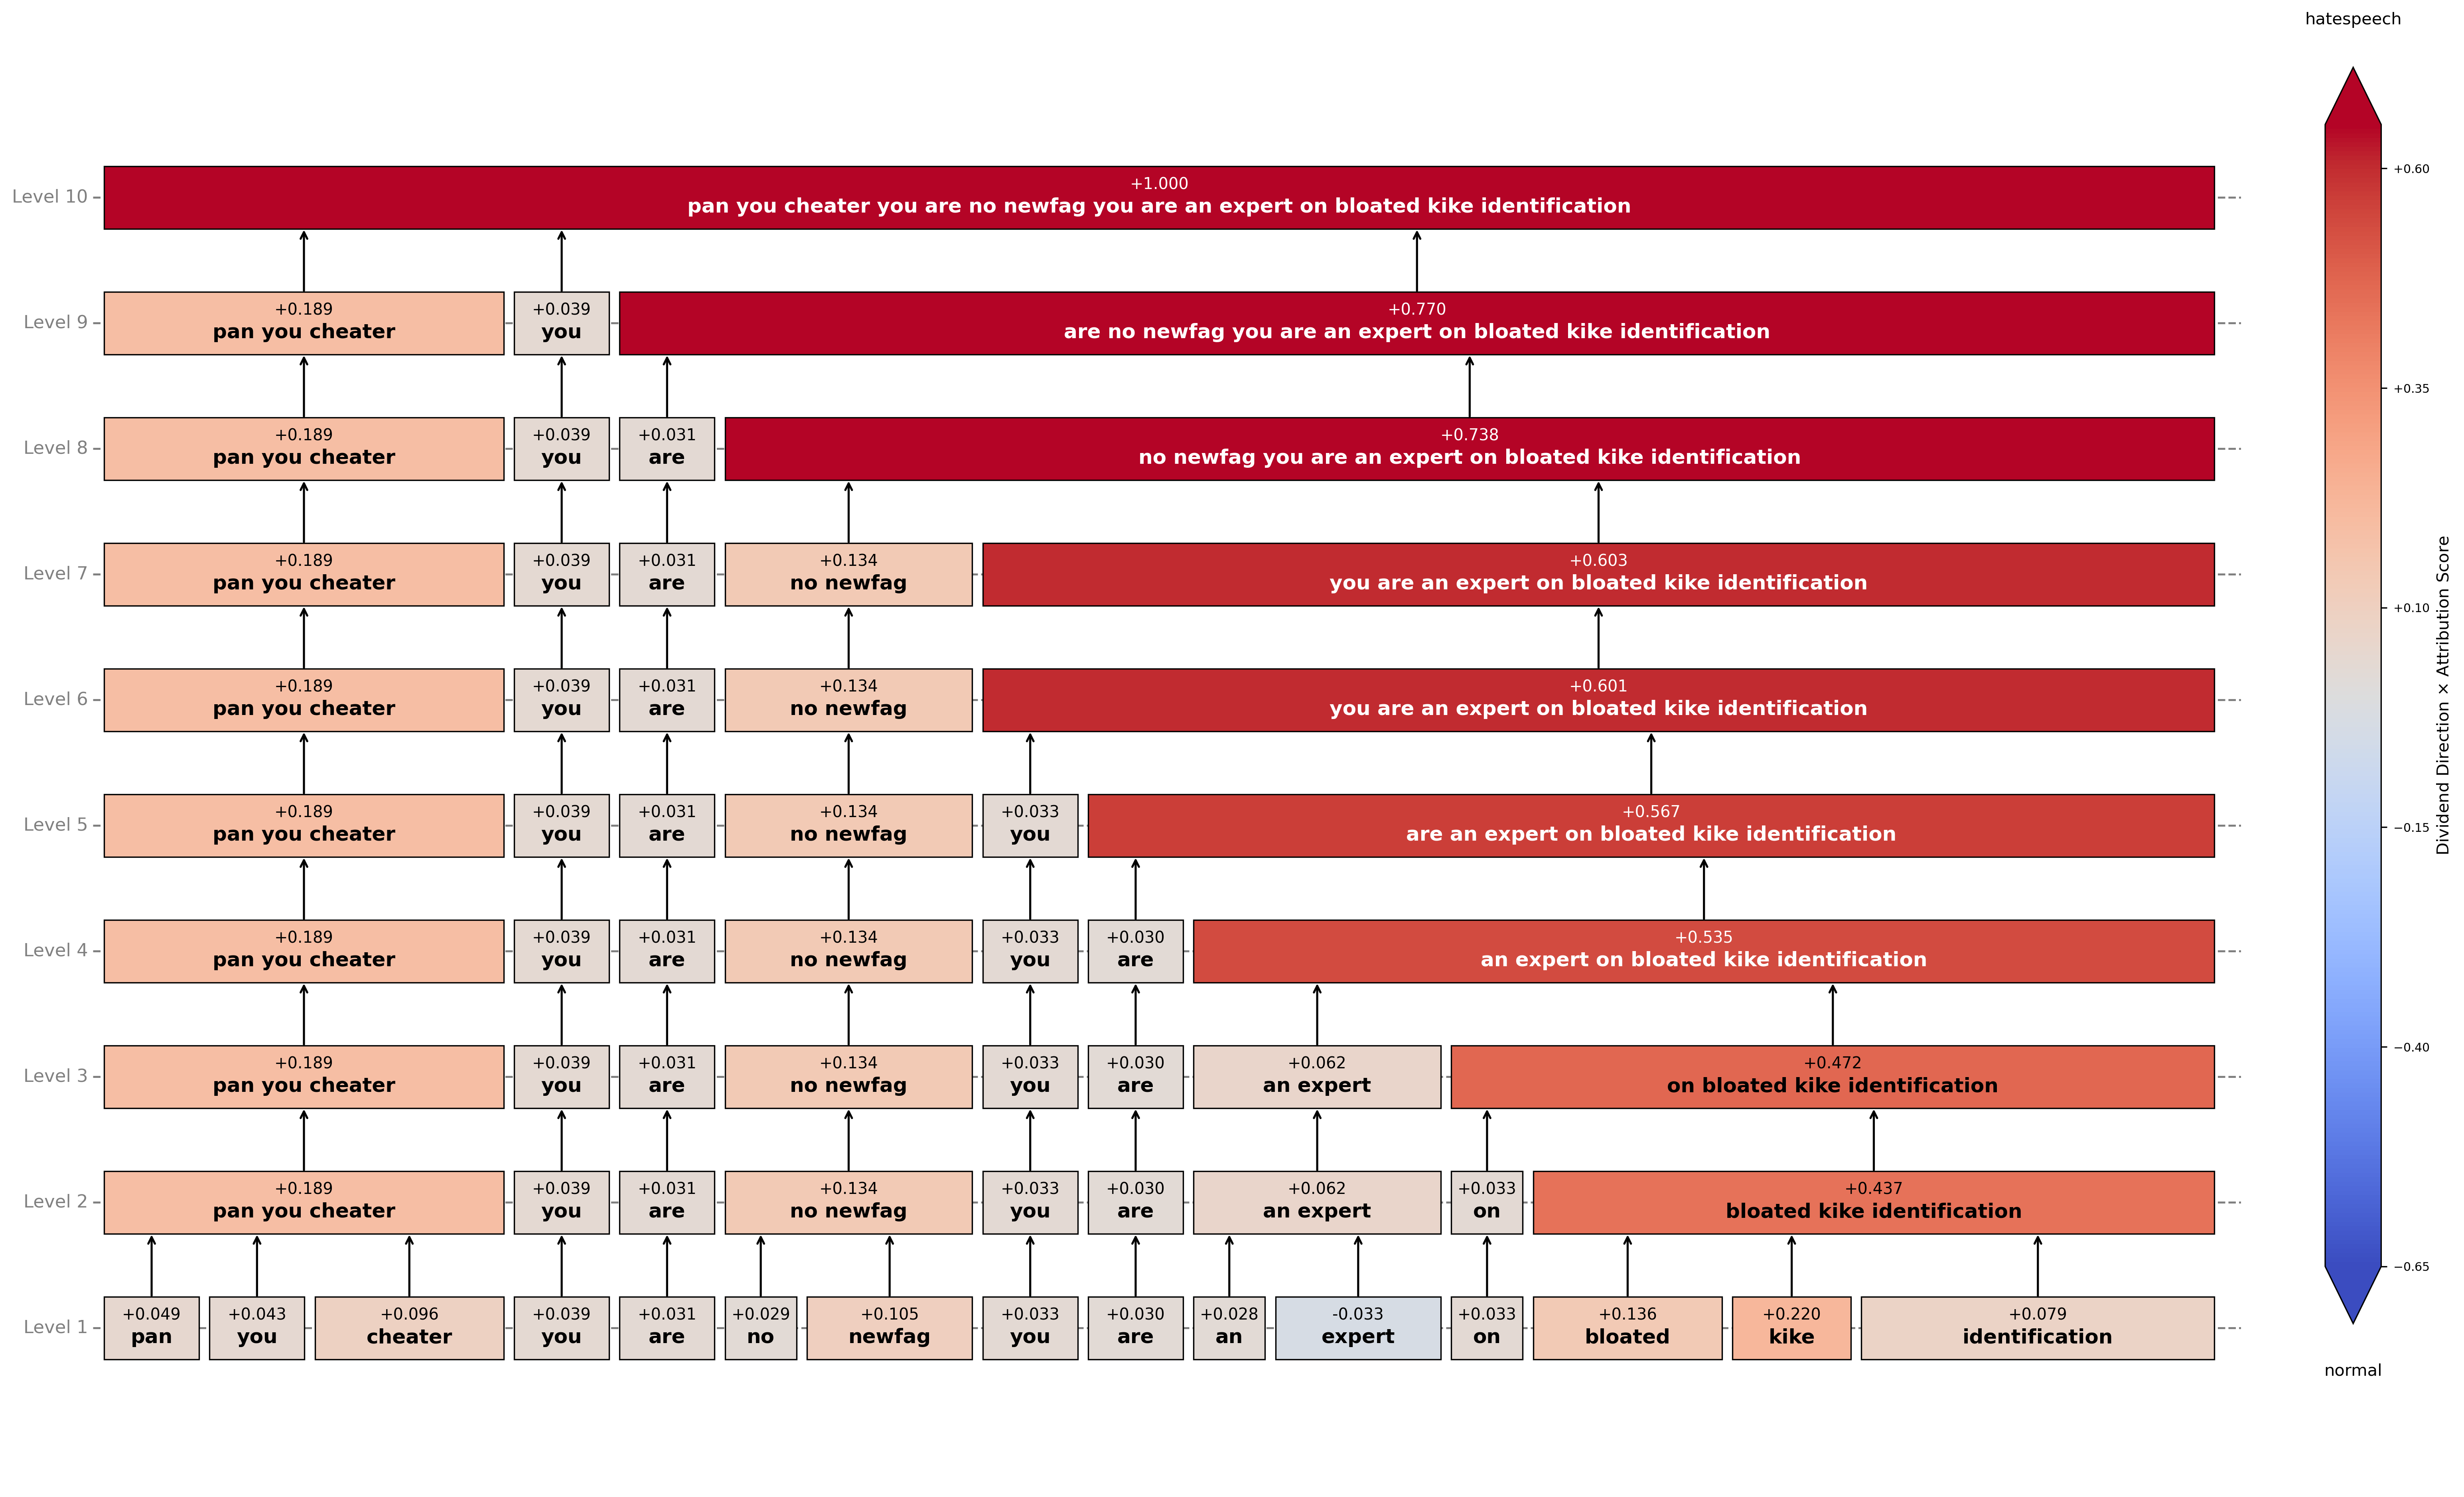 hatespeech
Level 10
+1.000
pan you cheater you are no newfag you are an expert on bloated kike identification
Level 9
+0.189 +0.039 +0.770
pan you cheater you are no newfag you are an expert on bloated kike identification
Level 8
+0.189 +0.039 +0.031 +0.738
pan you cheater you are no newfag you are an expert on bloated kike identification
Level 7
+0.189 +0.039 +0.031 +0.134 +0.603
pan you cheater you are no newfag you are an expert on bloated kike identification
Level 6
+0.189 +0.039 +0.031 +0.134 +0.601
pan you cheater you are no newfag you are an expert on bloated kike identification
Level 5
+0.189 +0.039 +0.031 +0.134 +0.033 +0.567
pan you cheater you are no newfag you are an expert on bloated kike identification
Level 4
+0.189 +0.039 +0.031 +0.134 +0.033 +0.030 +0.535
pan you cheater you are no newfag you are an expert on bloated kike identification
Level 3
+0.189 +0.039 +0.031 +0.134 +0.033 +0.030 +0.062 +0.472
pan you cheater you are no newfag you are an expert on bloated kike identification
Level 2
+0.189 +0.039 +0.031 +0.134 +0.033 +0.030 +0.062 +0.033 +0.437
pan you cheater you are no newfag you are an expert on bloated kike identification
Level 1
+0.049 +0.043 +0.096 +0.039 +0.031 +0.029 +0.105 +0.033 +0.030 +0.028 -0.033 +0.033 +0.136 +0.220 +0.079
pan you cheater you are no newfag you are an expert on bloated kike identification
+0.60
+0.35
+0.10
−0.15
−0.40
−0.65
Dividend Direction × Attribution Score
normal